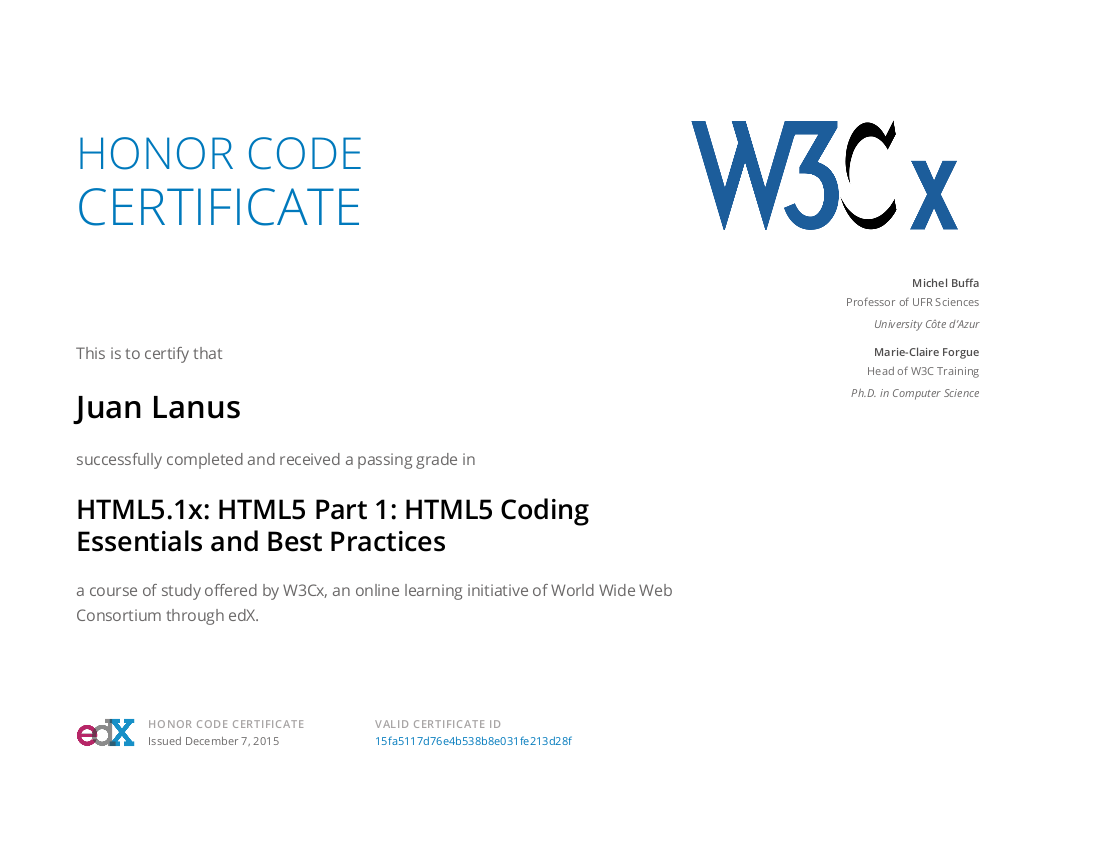 HONOR CODE
CERTIFICATE
W3Cx
Michel Buffa
Professor of UFR Sciences
University Côte d'Azur
Marie-Claire Forgue
Head of W3C Training
Ph.D. in Computer Science
This is to certify that
Juan Lanus
successfully completed and received a passing grade in
HTML5.1x: HTML5 Part 1: HTML5 Coding
Essentials and Best Practices
a course of study offered by W3Cx, an online learning initiative of World Wide Web
Consortium through edX.
edX
HONOR CODE CERTIFICATE
Issued December 7, 2015
VALID CERTIFICATE ID
15fa5117d76e4b538b8e031fe213d28f